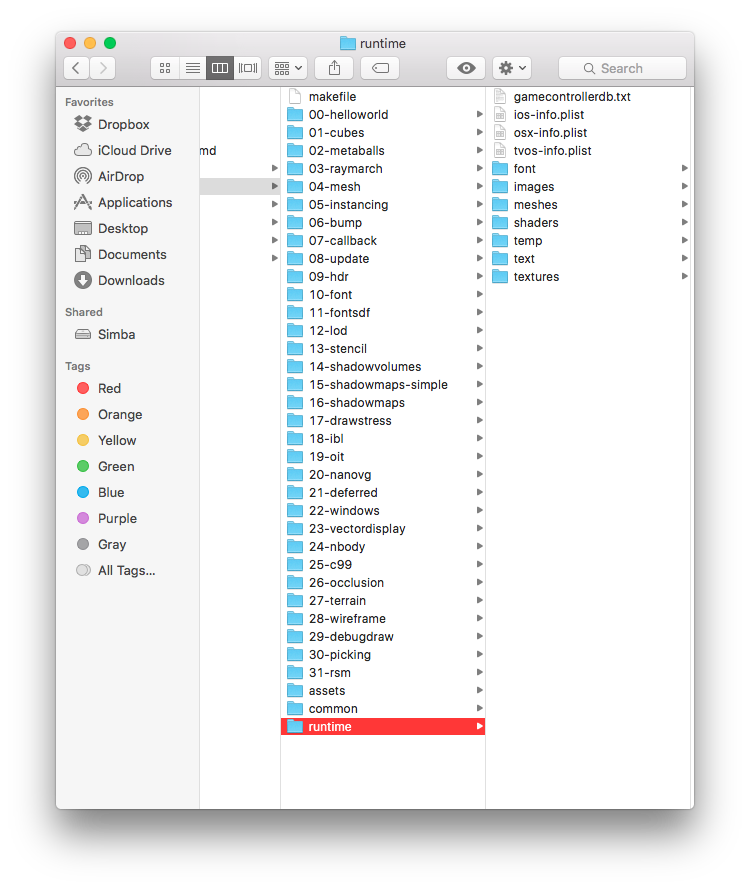 runtime
Search
Favorites
Dropbox
iCloud Drive
AirDrop
Applications
Desktop
Documents
Downloads
Shared
Simba
Tags
Red
Orange
Yellow
Green
Blue
Purple
Gray
All Tags...
md
makefile
00-helloworld
01-cubes
02-metaballs
03-raymarch
04-mesh
05-instancing
06-bump
07-callback
08-update
09-hdr
10-font
11-fontsdf
12-lod
13-stencil
14-shadowvolumes
15-shadowmaps-simple
16-shadowmaps
17-drawstress
18-ibl
19-oit
20-nanovg
21-deferred
22-windows
23-vectordisplay
24-nbody
25-c99
26-occlusion
27-terrain
28-wireframe
29-debugdraw
30-picking
31-rsm
assets
common
runtime
gamecontrollerdb.txt
ios-info.plist
osx-info.plist
tvos-info.plist
font
images
meshes
shaders
temp
text
textures